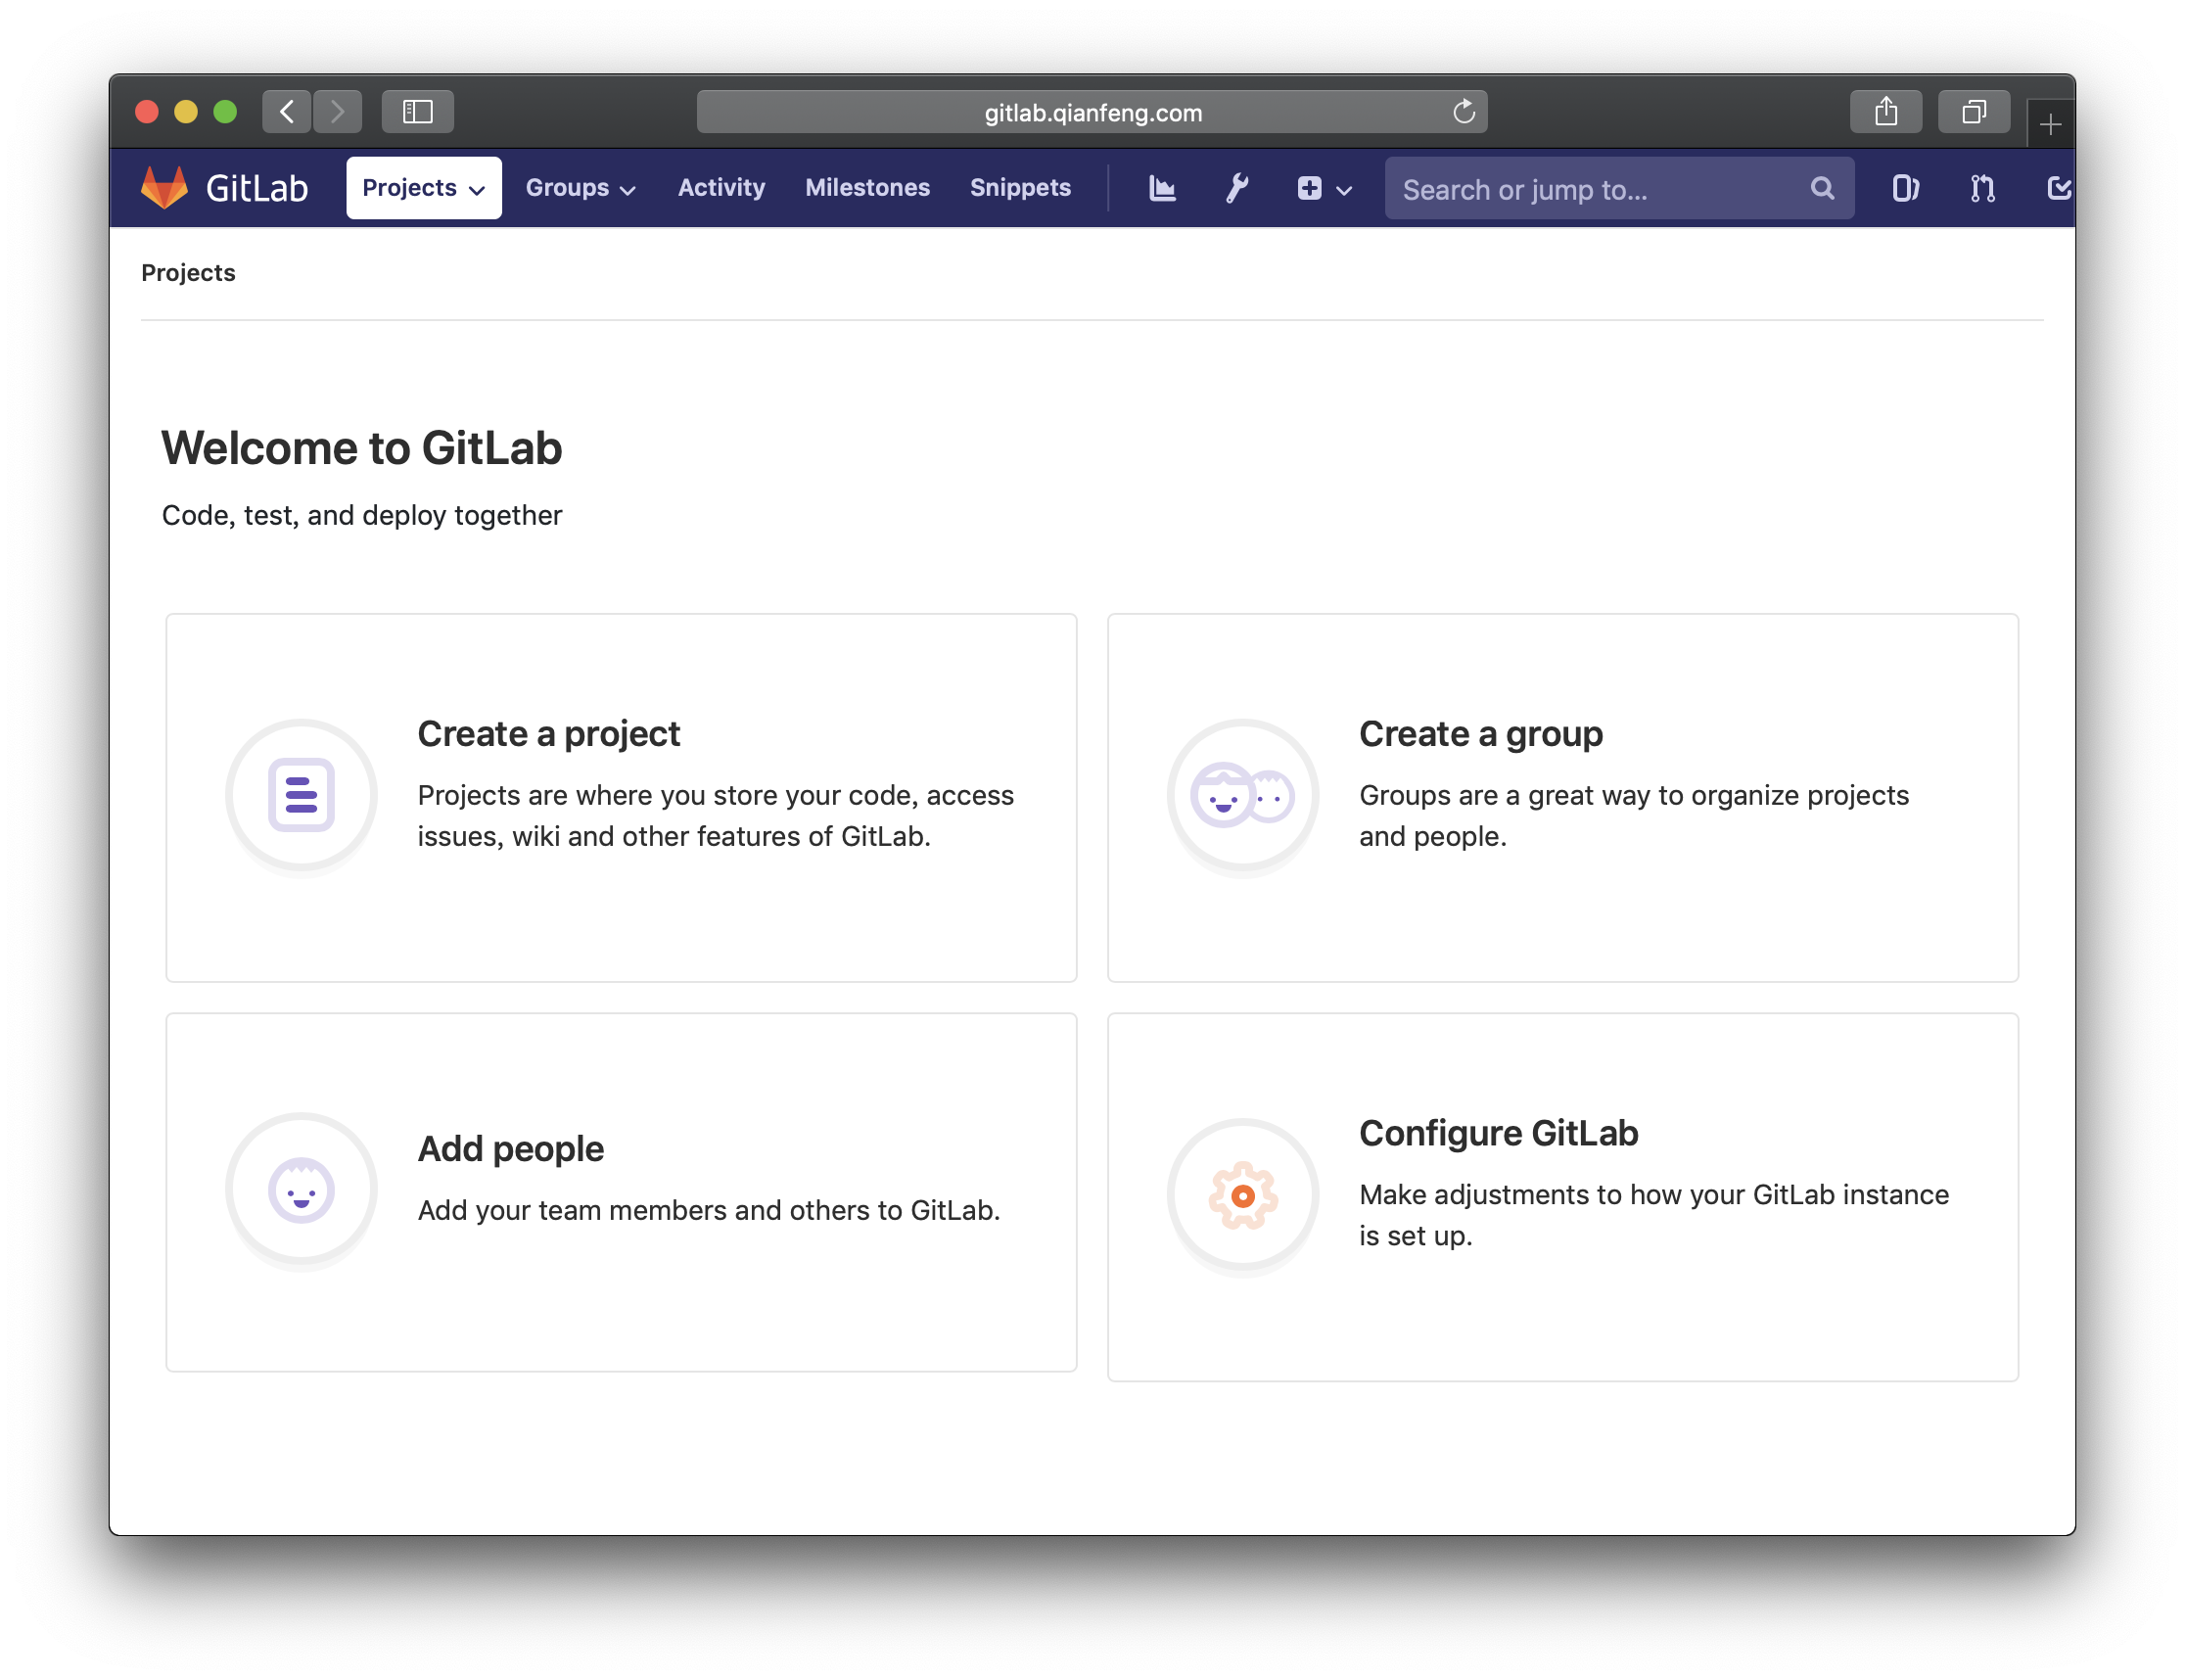 gitlab.qianfeng.com
GitLab Projects Groups Activity Milestones Snippets Search or jump to...
Projects
Welcome to GitLab
Code, test, and deploy together
Create a project
Projects are where you store your code, access
issues, wiki and other features of GitLab.
Create a group
Groups are a great way to organize projects
and people.
Add people
Add your team members and others to GitLab.
Configure GitLab
Make adjustments to how your GitLab instance
is set up.